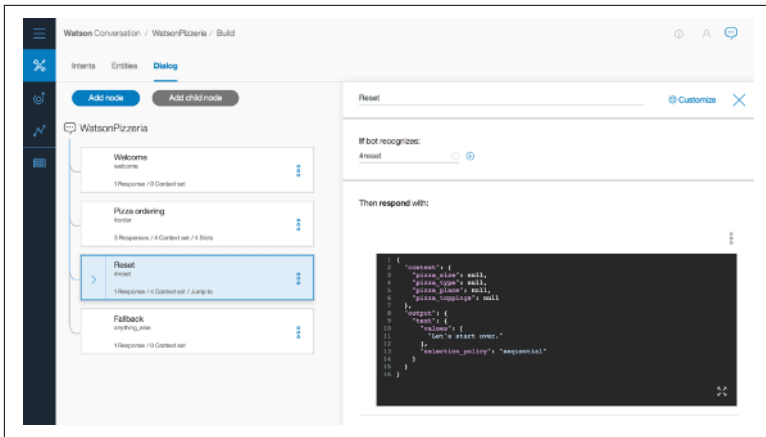 Watson Conversation / WatsonPizzeria / Build
Intents Entities Dialog
Add node Add child node
WatsonPizzeria
Welcome
welcome
1 Response / 0 Context set
Pizza ordering
#order
3 Responses / 4 Context set / 4 Slots
Reset
#reset
1 Response / 4 Context set / Jump to
Fallback
anything_else
1 Response / 0 Context set
Reset
Customize
If bot recognizes:
#reset
Then respond with:
1 {
2 "context": {
3 "pizza_size": null,
4 "pizza_type": null,
5 "pizza_place": null,
6 "pizza_toppings": null
7 },
8 "output": {
9 "text": {
10 "values": [
11 "Let's start over."
12 ],
13 "selection_policy": "sequential"
14 }
15 }
16 }